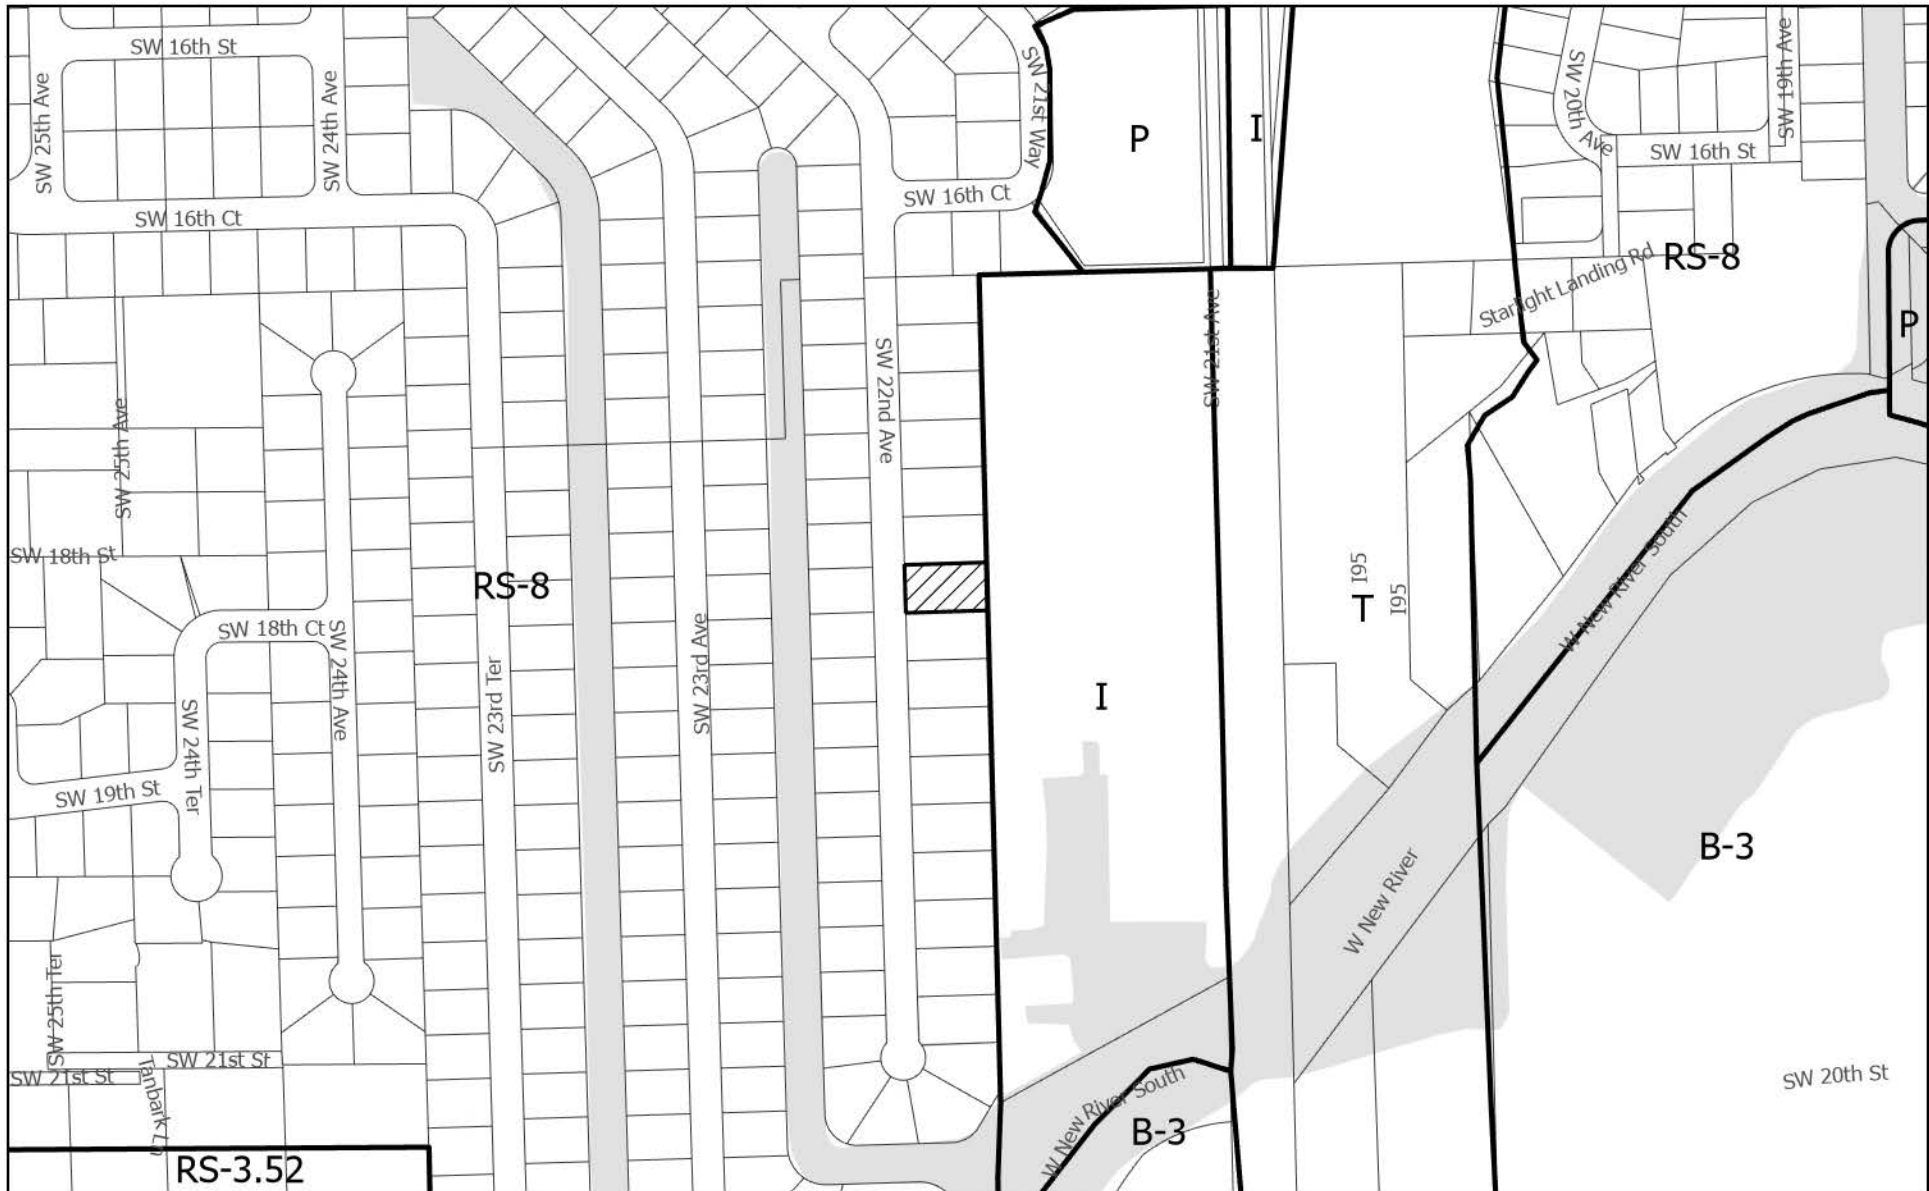 SW 16th St
SW 25th Ave
SW 24th Ave
SW 16th Ct
SW 21st Way
P
I
SW 16th Ct
SW 20th Ave
SW 19th Ave
SW 16th St
RS-8
Starlight Landing Rd
P
SW 21st Ave
SW 22nd Ave
SW 25th Ave
SW 18th St
RS-8
I95
T
I95
W New River South
SW 18th Ct
SW 24th Ave
SW 23rd Ter
SW 23rd Ave
I
SW 24th Ter
SW 19th St
B-3
W New River
SW 25th Ter
SW 21st St
SW 21st St
Tanbark Ln
W New River South
B-3
SW 20th St
RS-3.52